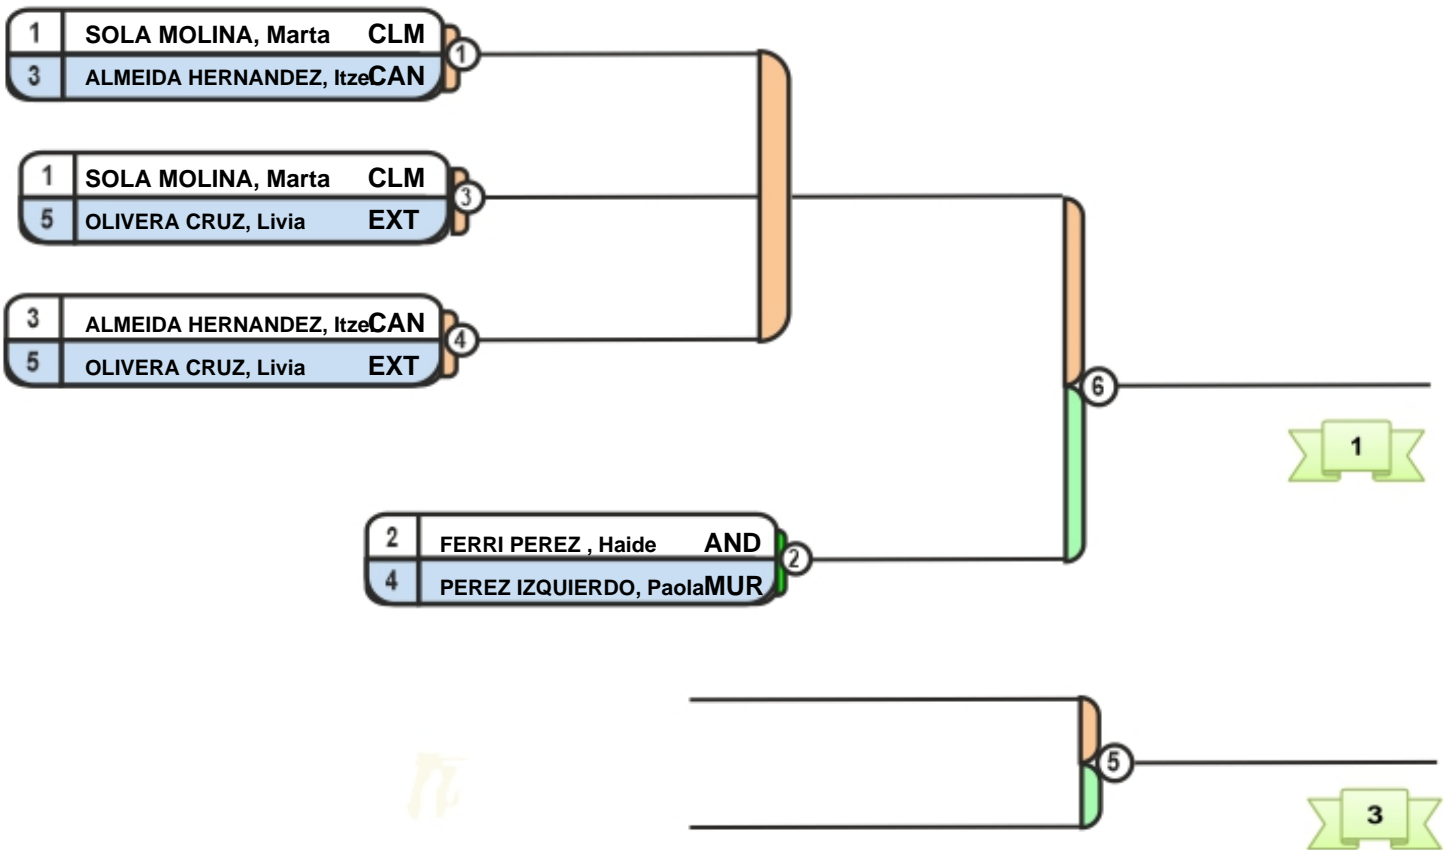 1 SOLA MOLINA, Marta CLM
3 ALMEIDA HERNANDEZ, Itze CAN
1
1 SOLA MOLINA, Marta CLM
5 OLIVERA CRUZ, Livia EXT
3
3 ALMEIDA HERNANDEZ, Itze CAN
5 OLIVERA CRUZ, Livia EXT
4
6
1
2 FERRI PEREZ , Haide AND
4 PEREZ IZQUIERDO, Paola MUR
2
5
3